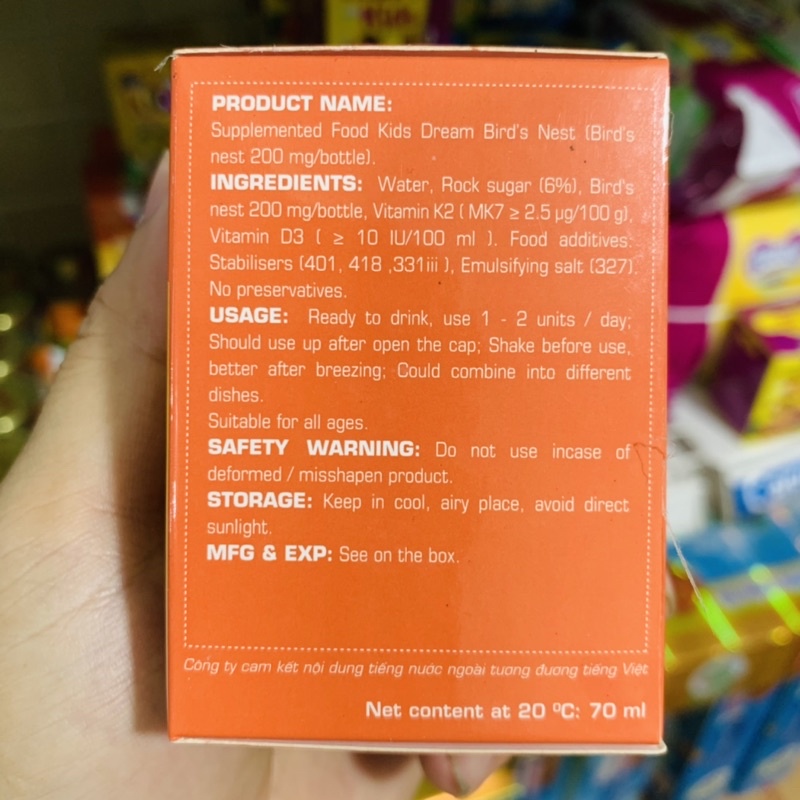 PRODUCT NAME:
Supplemented Food Kids Dream Bird's Nest (Bird's
nest 200 mg/bottle).
INGREDIENTS: Water, Rock sugar (6%), Bird's
nest 200 mg/bottle, Vitamin K2 ( MK7 ≥ 2.5 µg/100 g),
Vitamin D3 ( ≥ 10 IU/100 ml ). Food additives:
Stabilisers (401, 418 ,331iii ), Emulsifying salt (327).
No preservatives.
USAGE: Ready to drink, use 1 - 2 units / day;
Should use up after open the cap; Shake before use,
better after breezing; Could combine into different
dishes.
Suitable for all ages.
SAFETY WARNING: Do not use incase of
deformed / misshapen product.
STORAGE: Keep in cool, airy place, avoid direct
sunlight.
MFG & EXP: See on the box.
Công ty cam kết nội dung tiếng nước ngoài tương đương tiếng Việt
Net content at 20 ⁰C: 70 ml